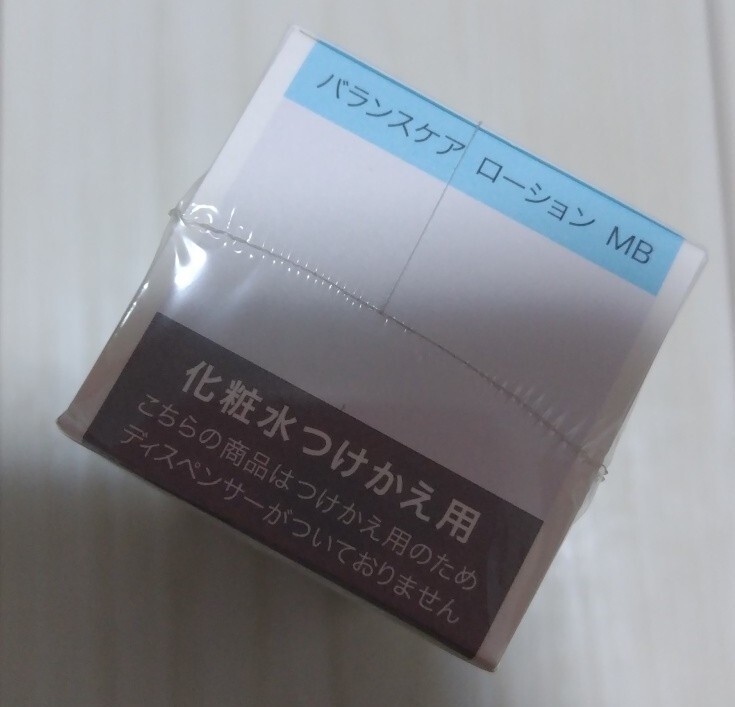 バランスケア ローション MB
化粧水つけかえ用
こちらの商品はつけかえ用のため
ディスペンサーがついておりません